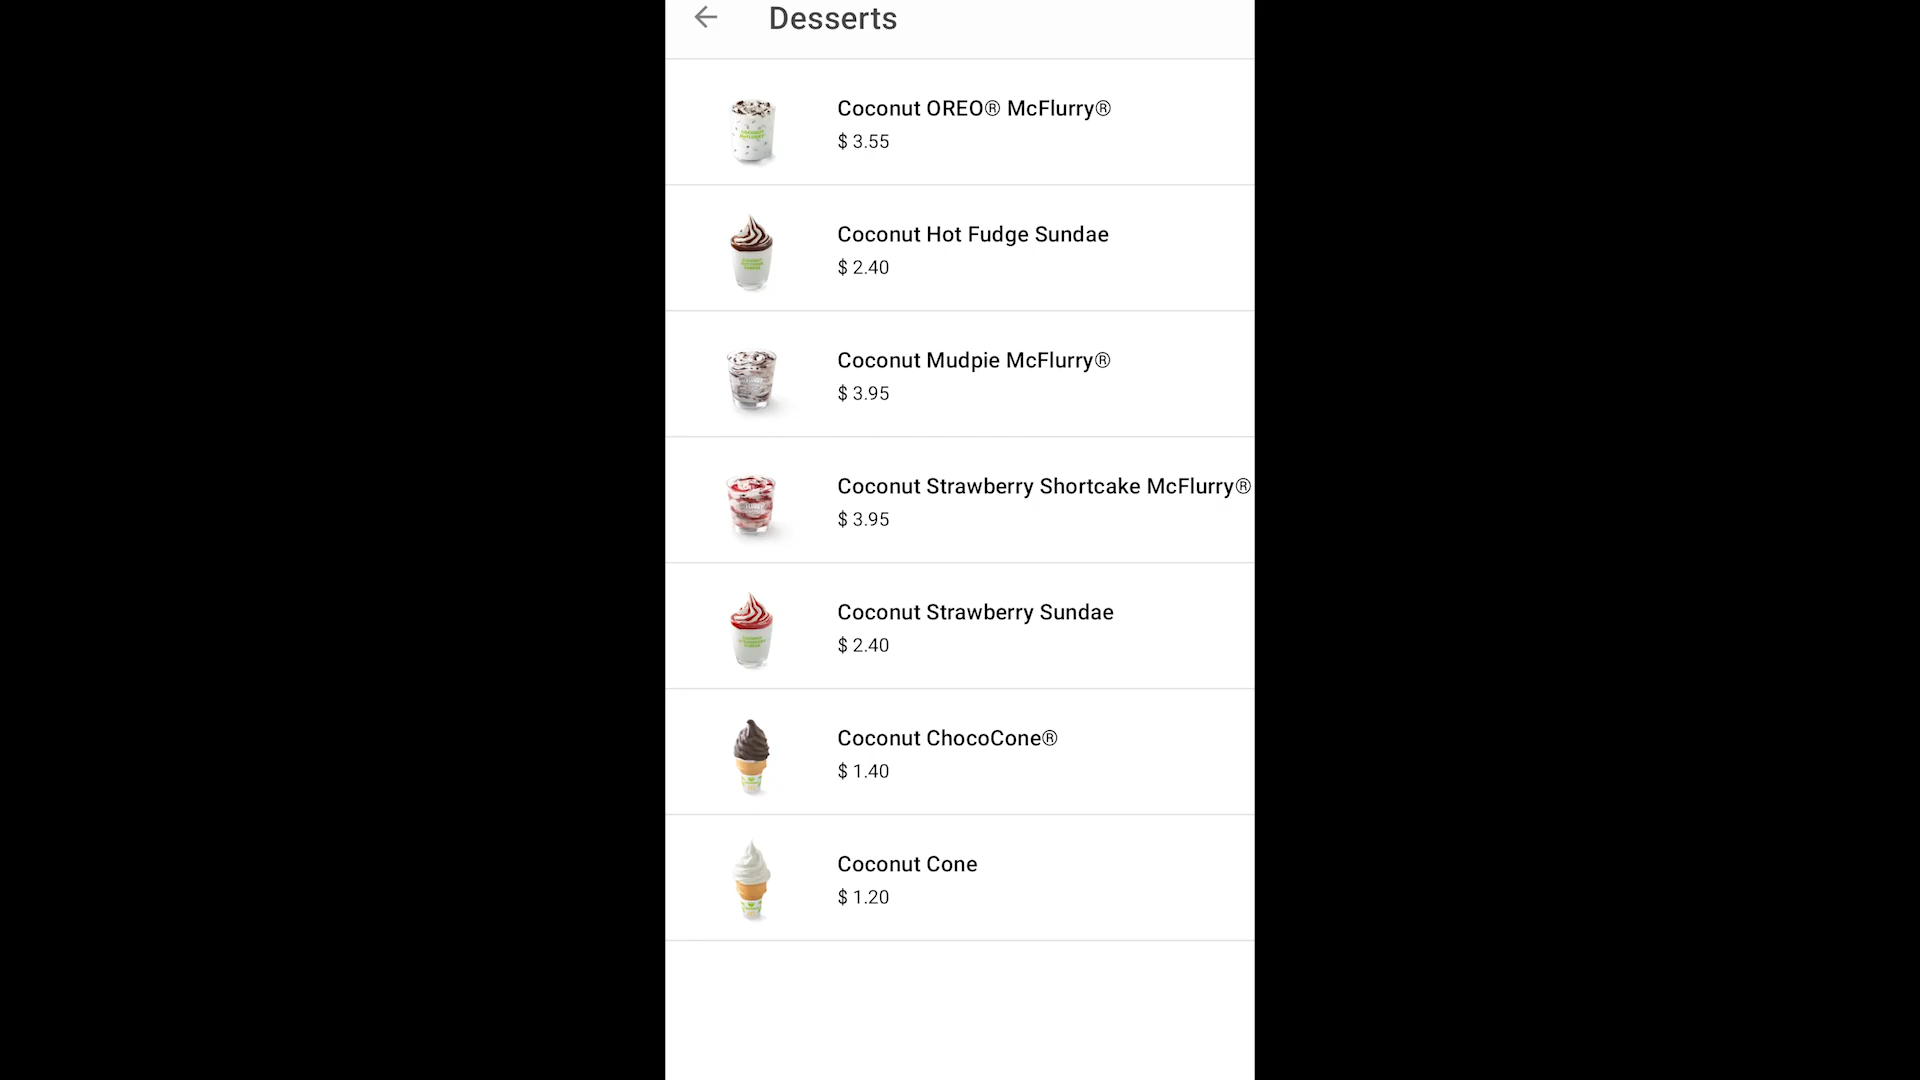 Desserts
Coconut OREO® McFlurry®
$ 3.55
Coconut Hot Fudge Sundae
$ 2.40
Coconut Mudpie McFlurry®
$ 3.95
Coconut Strawberry Shortcake McFlurry®
$ 3.95
Coconut Strawberry Sundae
$ 2.40
Coconut ChocoCone®
$ 1.40
Coconut Cone
$ 1.20